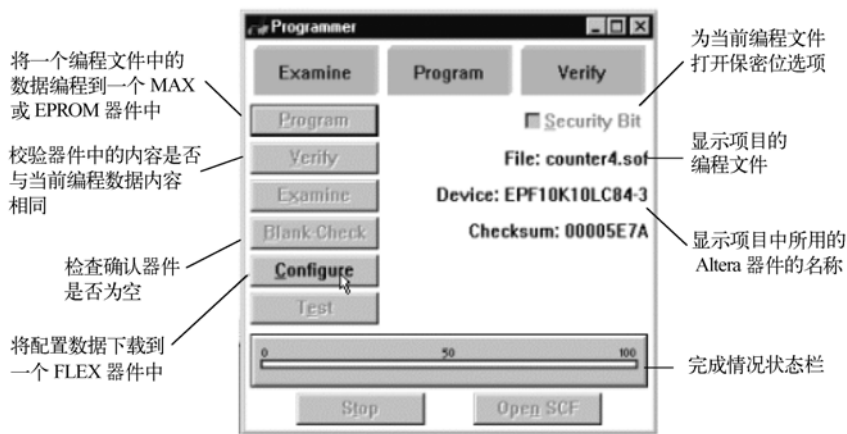 Programmer
Examine
Program
Verify
Program
Security Bit
Verify
File: counter4.sof
Examine
Device: EPF10K10LC84-3
Blank-Check
Checksum: 00005E7A
Configure
Test
0
50
100
Stop
Open SCF
将一个编程文件中的
数据编程到一个 MAX
或 EPROM 器件中
校验器件中的内容是否
与当前编程数据内容
相同
检查确认器件
是否为空
将配置数据下载到
一个 FLEX 器件中
为当前编程文件
打开保密位选项
显示项目的
编程文件
显示项目中所用的
Altera 器件的名称
完成情况状态栏